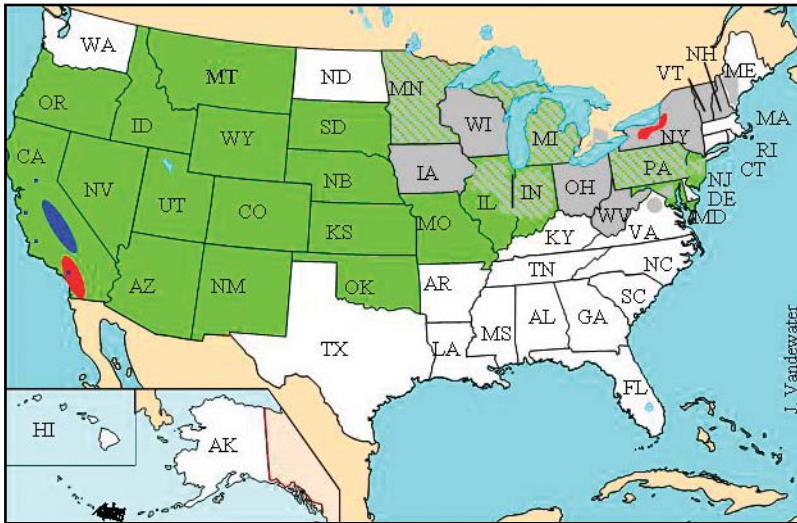 WA
MT
ND
MN
VT
NH
ME
OR
ID
WY
SD
WI
MI
NY
MA
RI
CT
CA
NV
UT
CO
NB
IA
IL
IN
OH
PA
NJ
DE
MD
WV
VA
KS
MO
KY
AZ
NM
OK
AR
TN
NC
SC
TX
LA
MS
AL
GA
FL
HI
AK
J. Vandewater